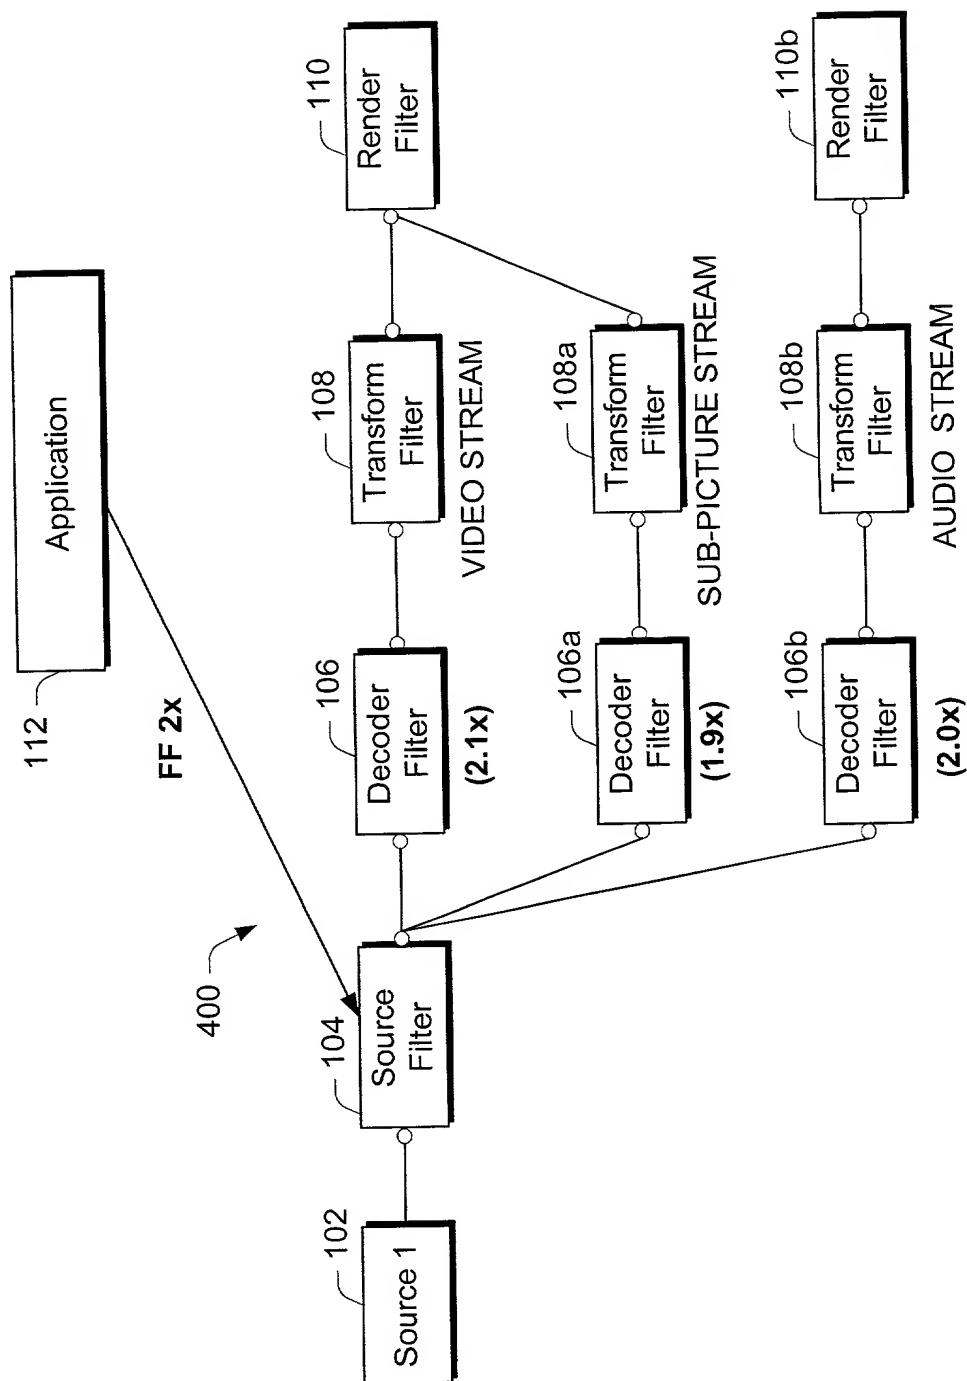 Application
112
FF 2x
400
102
Source 1
104
Source
Filter
106
Decoder
Filter
(2.1x)
108
Transform
Filter
VIDEO STREAM
110
Render
Filter
106a
Decoder
Filter
(1.9x)
108a
Transform
Filter
SUB-PICTURE STREAM
106b
Decoder
Filter
(2.0x)
108b
Transform
Filter
AUDIO STREAM
110b
Render
Filter